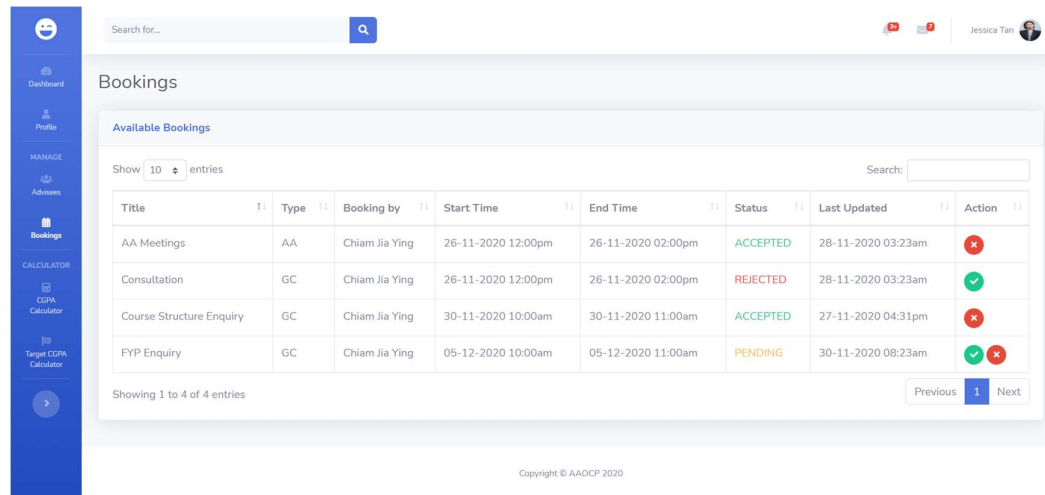 Search for...
3+
7
Jessica Tan
Dashboard
Profile
MANAGE
Advisees
Bookings
CALCULATOR
CGPA
Calculator
Target CGPA
Calculator
Bookings
Available Bookings
Show 10 entries
Search:
Title Type Booking by Start Time End Time Status Last Updated Action
AA Meetings AA Chiam Jia Ying 26-11-2020 12:00pm 26-11-2020 02:00pm ACCEPTED 28-11-2020 03:23am
Consultation GC Chiam Jia Ying 26-11-2020 12:00pm 26-11-2020 02:00pm REJECTED 28-11-2020 03:23am
Course Structure Enquiry GC Chiam Jia Ying 30-11-2020 10:00am 30-11-2020 11:00am ACCEPTED 27-11-2020 04:31pm
FYP Enquiry GC Chiam Jia Ying 05-12-2020 10:00am 05-12-2020 11:00am PENDING 30-11-2020 08:23am
Showing 1 to 4 of 4 entries
Previous 1 Next
Copyright © AAOCP 2020